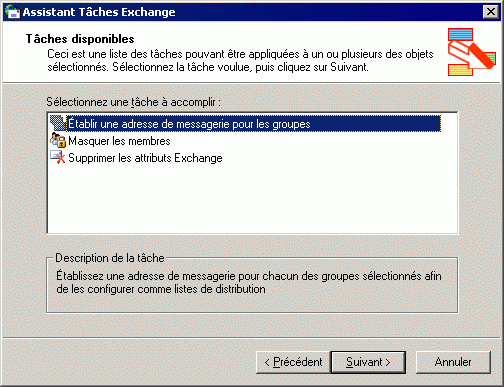 Assistant Tâches Exchange
Tâches disponibles
Ceci est une liste des tâches pouvant être appliquées à un ou plusieurs des objets
sélectionnés. Sélectionnez la tâche voulue, puis cliquez sur Suivant.
Sélectionnez une tâche à accomplir :
Établir une adresse de messagerie pour les groupes
Masquer les membres
Supprimer les attributs Exchange
Description de la tâche
Établissez une adresse de messagerie pour chacun des groupes sélectionnés afin
de les configurer comme listes de distribution
< Précédent
Suivant >
Annuler